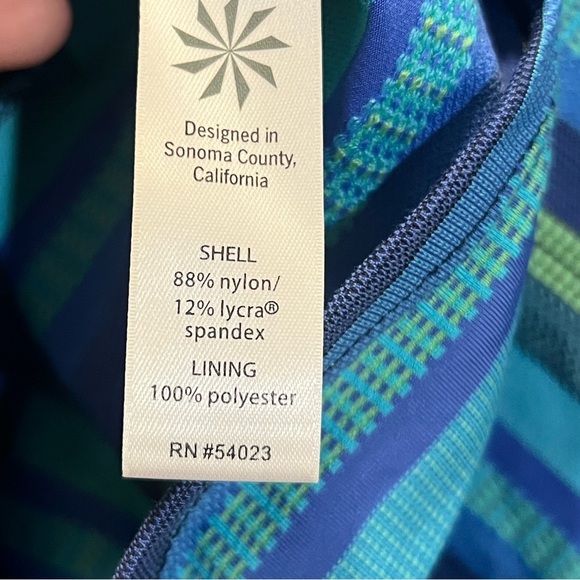 Designed in
Sonoma County,
California
SHELL
88% nylon/
12% lycra®
spandex
LINING
100% polyester
RN #54023